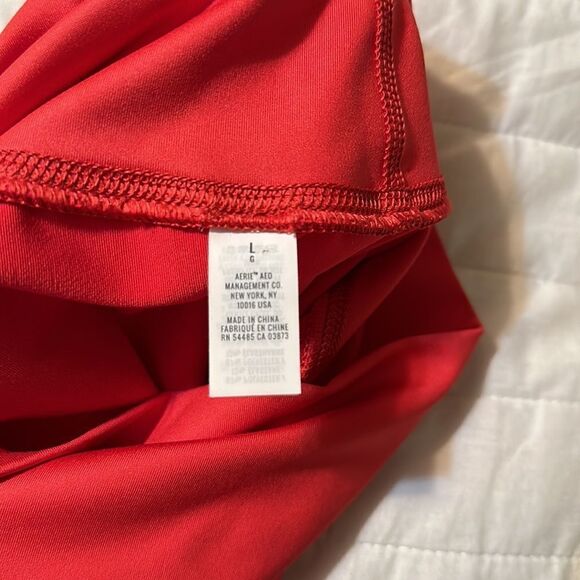 L
G
AERIE™ AEO
MANAGEMENT CO.
NEW YORK, NY
10016 USA
MADE IN CHINA
FABRIQUÉ EN CHINE
RN 54485 CA 03873